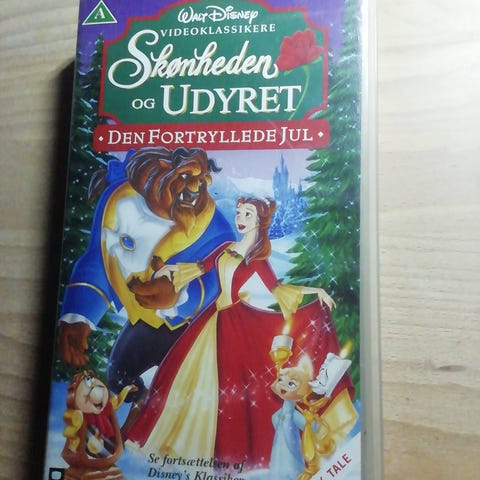 A
WALT DISNEY
VIDEOKLASSIKERE
Skønheden
OG UDYRET
• DEN FORTRYLLEDE JUL •
Se fortsættelsen af
Disney's Klassiker
TALE